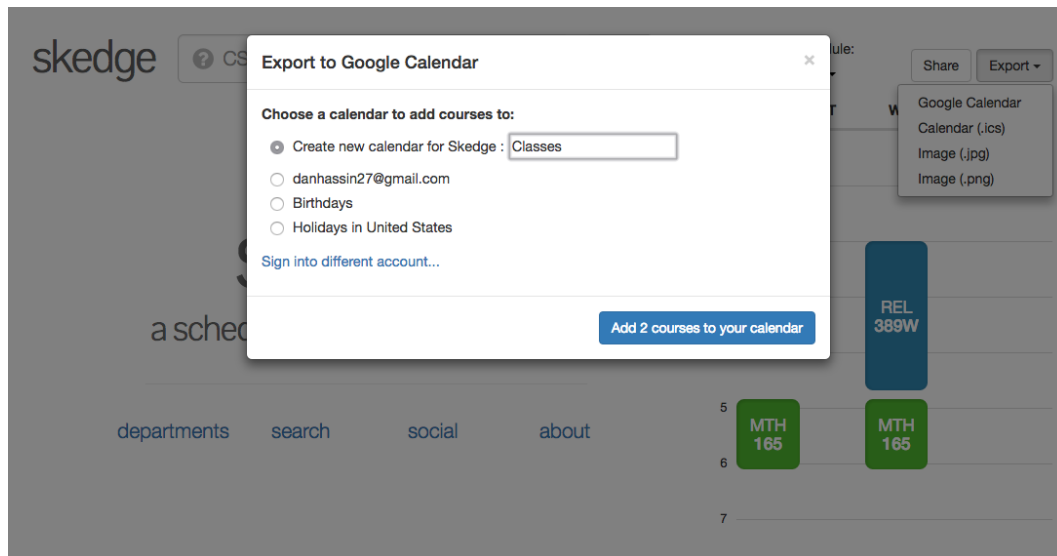 skedge
? CS
ule:
Share
Export
Export to Google Calendar
×
Choose a calendar to add courses to:
Create new calendar for Skedge : Classes
danhassin27@gmail.com
Birthdays
Holidays in United States
Sign into different account...
Add 2 courses to your calendar
Google Calendar
Calendar (.ics)
Image (.jpg)
Image (.png)
T
W
a sched
departments
search
social
about
REL
389W
5
MTH
165
MTH
165
6
7